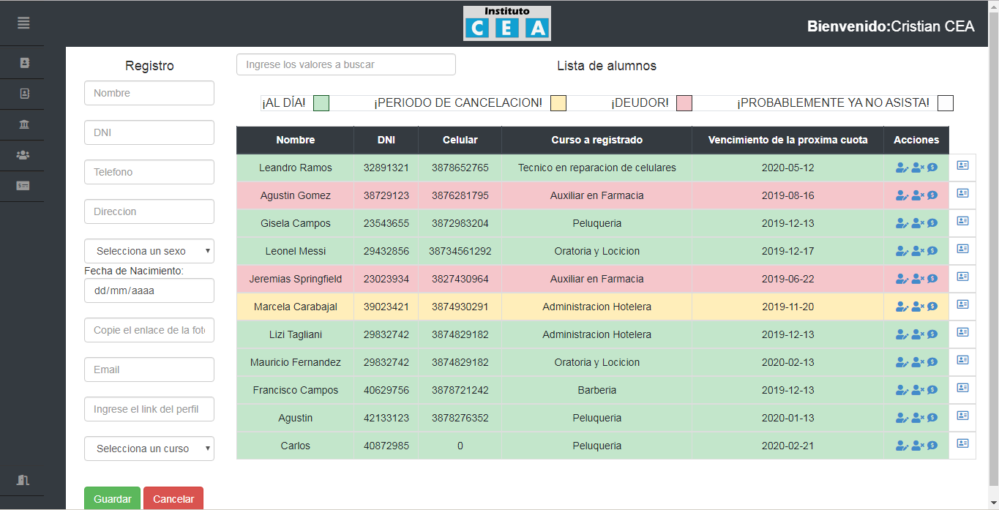 Instituto
CEA
Bienvenido:Cristian CEA
Registro
Nombre
DNI
Telefono
Direccion
Selecciona un sexo
Fecha de Nacimiento:
dd/mm/aaaa
Copie el enlace de la fot
Email
Ingrese el link del perfil
Selecciona un curso
Guardar Cancelar
Ingrese los valores a buscar
Lista de alumnos
¡AL DÍA! ¡PERIODO DE CANCELACION! ¡DEUDOR! ¡PROBABLEMENTE YA NO ASISTA!
Nombre DNI Celular Curso a registrado Vencimiento de la proxima cuota Acciones
Leandro Ramos 32891321 3878652765 Tecnico en reparacion de celulares 2020-05-12
Agustin Gomez 38729123 3876281795 Auxiliar en Farmacia 2019-08-16
Gisela Campos 23543655 3872983204 Peluqueria 2019-12-13
Leonel Messi 29432856 38734561292 Oratoria y Locicion 2019-12-17
Jeremias Springfield 23023934 3827430964 Auxiliar en Farmacia 2019-06-22
Marcela Carabajal 39023421 3874930291 Administracion Hotelera 2019-11-20
Lizi Tagliani 29832742 3874829182 Administracion Hotelera 2019-12-13
Mauricio Fernandez 29832742 3874829182 Oratoria y Locicion 2020-02-13
Francisco Campos 40629756 3878721242 Barberia 2019-12-13
Agustin 42133123 3878276352 Peluqueria 2020-01-13
Carlos 40872985 0 Peluqueria 2020-02-21